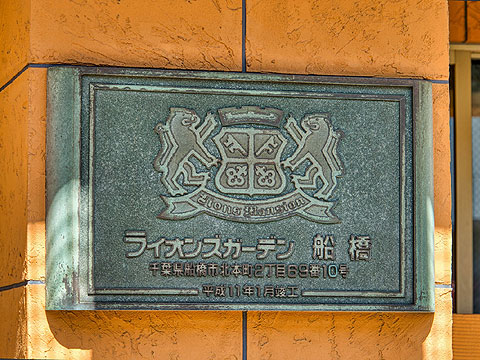 Lions Mansion
ライオンズガーデン 船橋
千葉県船橋市北本町2丁目69番10号
平成11年1月竣工